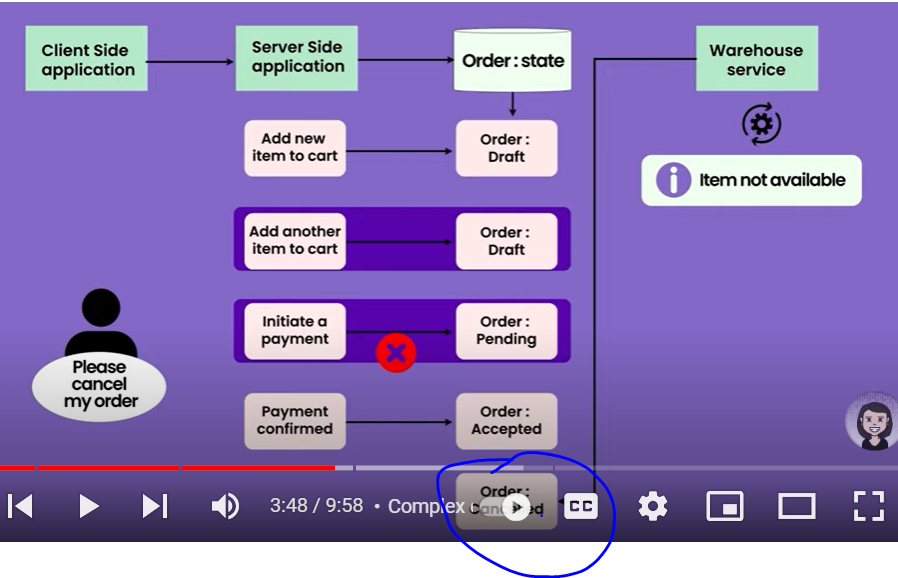 Client Side
application
Server Side
application
Order : state
Warehouse
service
Add new
item to cart
Order :
Draft
Item not available
Add another
item to cart
Order :
Draft
Initiate a
payment
Order :
Pending
Please
cancel
my order
Payment
confirmed
Order :
Accepted
Order :
3:48 / 9:58 • Complex
CC